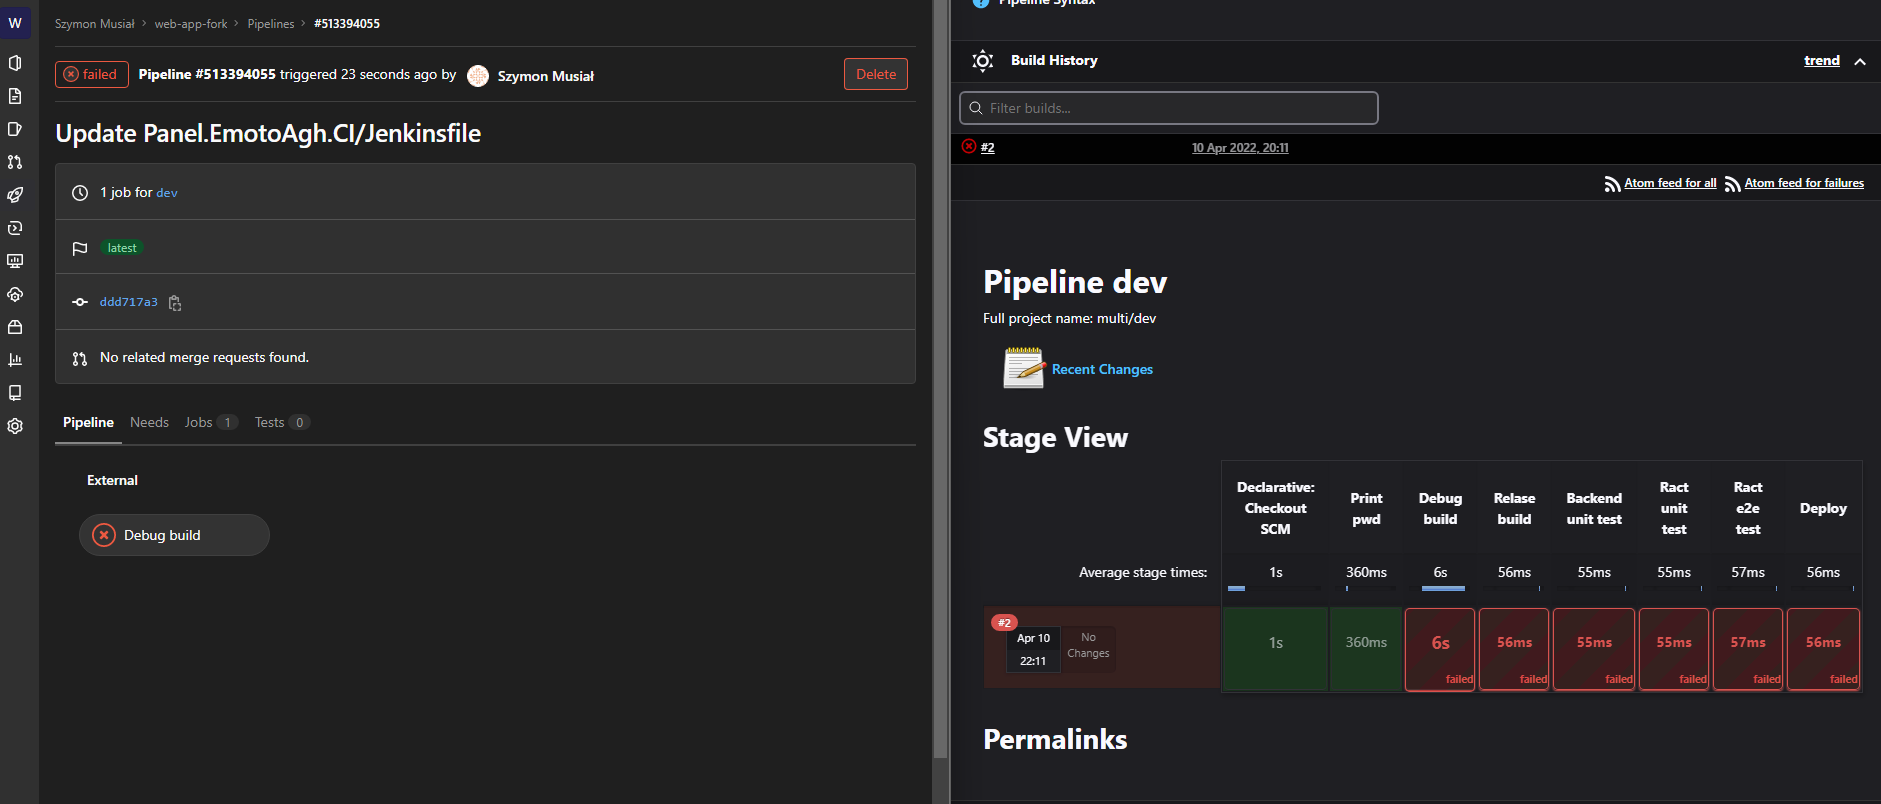 W
Szymon Musiał > web-app-fork > Pipelines > #513394055
failed Pipeline #513394055 triggered 23 seconds ago by Szymon Musiał Delete
Update Panel.EmotoAgh.CI/Jenkinsfile
1 job for dev
latest
ddd717a3
No related merge requests found.
Pipeline Needs Jobs 1 Tests 0
External
Debug build
Pipeline Syntax
Build History trend
Filter builds...
#2 10 Apr 2022, 20:11
Atom feed for all Atom feed for failures
Pipeline dev
Full project name: multi/dev
Recent Changes
Stage View
Declarative: Checkout SCM Print pwd Debug build Relase build Backend unit test Ract unit test Ract e2e test Deploy
Average stage times: 1s 360ms 6s 56ms 55ms 55ms 57ms 56ms
#2
Apr 10
22:11
No Changes
1s 360ms 6s 56ms 55ms 55ms 57ms 56ms
failed failed failed failed failed failed
Permalinks